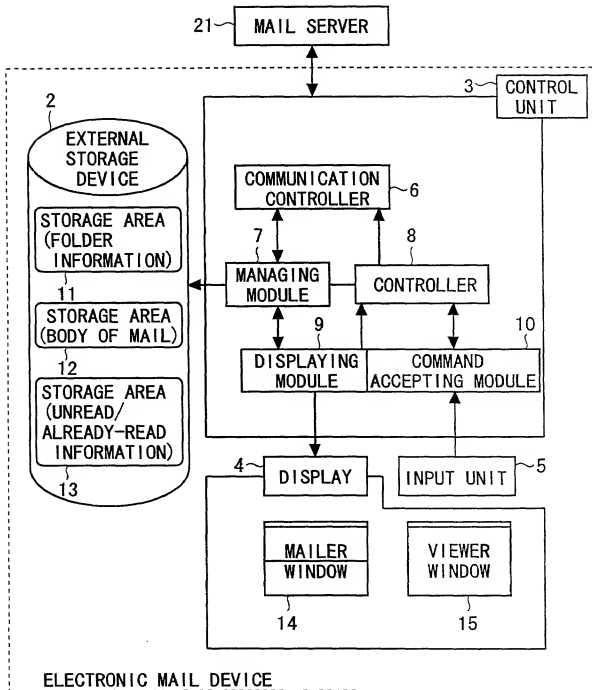 21
MAIL SERVER
2
3
CONTROL
UNIT
EXTERNAL
STORAGE
DEVICE
COMMUNICATION
CONTROLLER
6
STORAGE AREA
(FOLDER
INFORMATION)
11
7
MANAGING
MODULE
8
CONTROLLER
STORAGE AREA
(BODY OF MAIL)
12
9
DISPLAYING
MODULE
10
COMMAND
ACCEPTING MODULE
STORAGE AREA
(UNREAD/
ALREADY-READ
INFORMATION)
13
4
DISPLAY
INPUT UNIT
5
MAILER
WINDOW
14
VIEWER
WINDOW
15
ELECTRONIC MAIL DEVICE